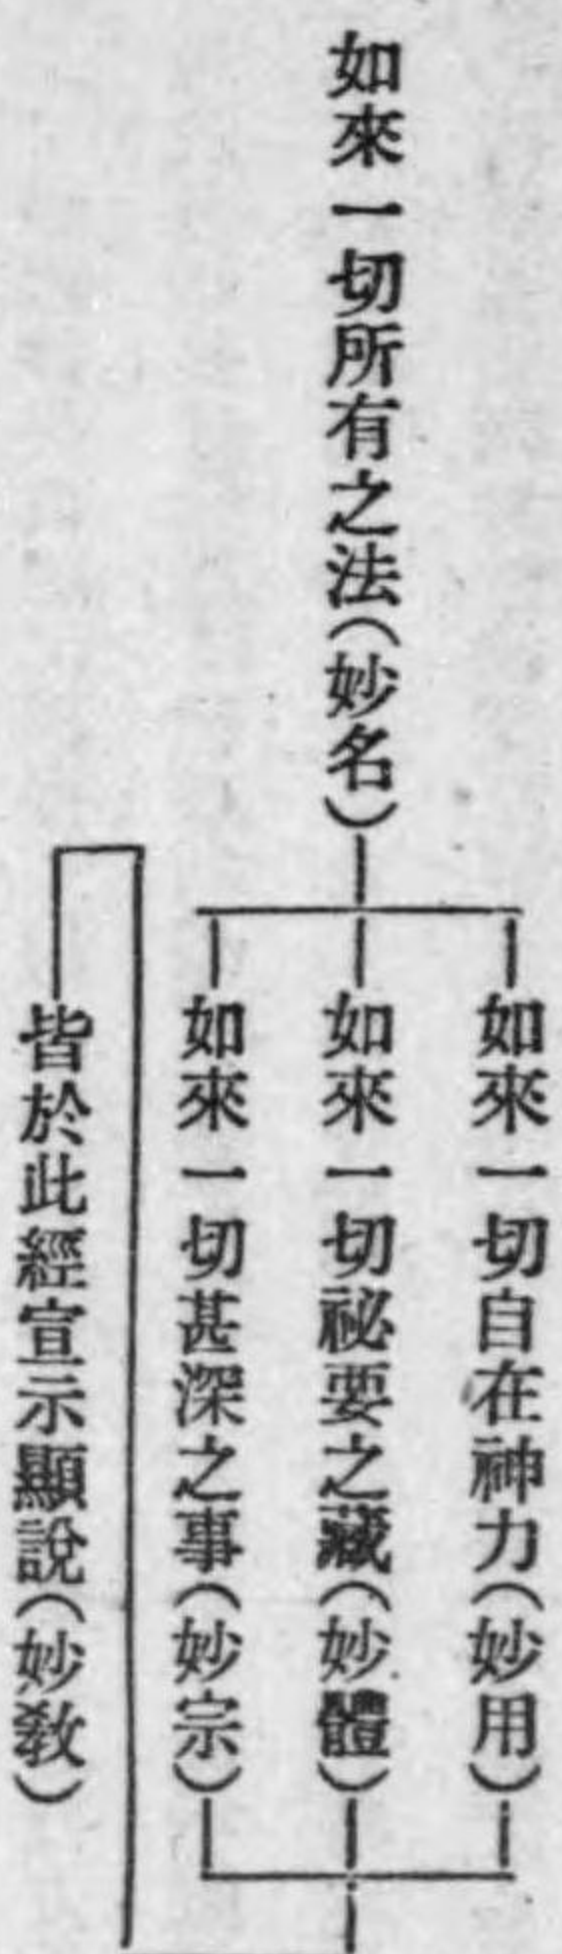 如來一切所有之法(妙名)
如來一切自在神力(妙用)
如來一切祕要之藏(妙體)
如來一切甚深之事(妙宗)
皆於此經宣示顯說(妙敎)